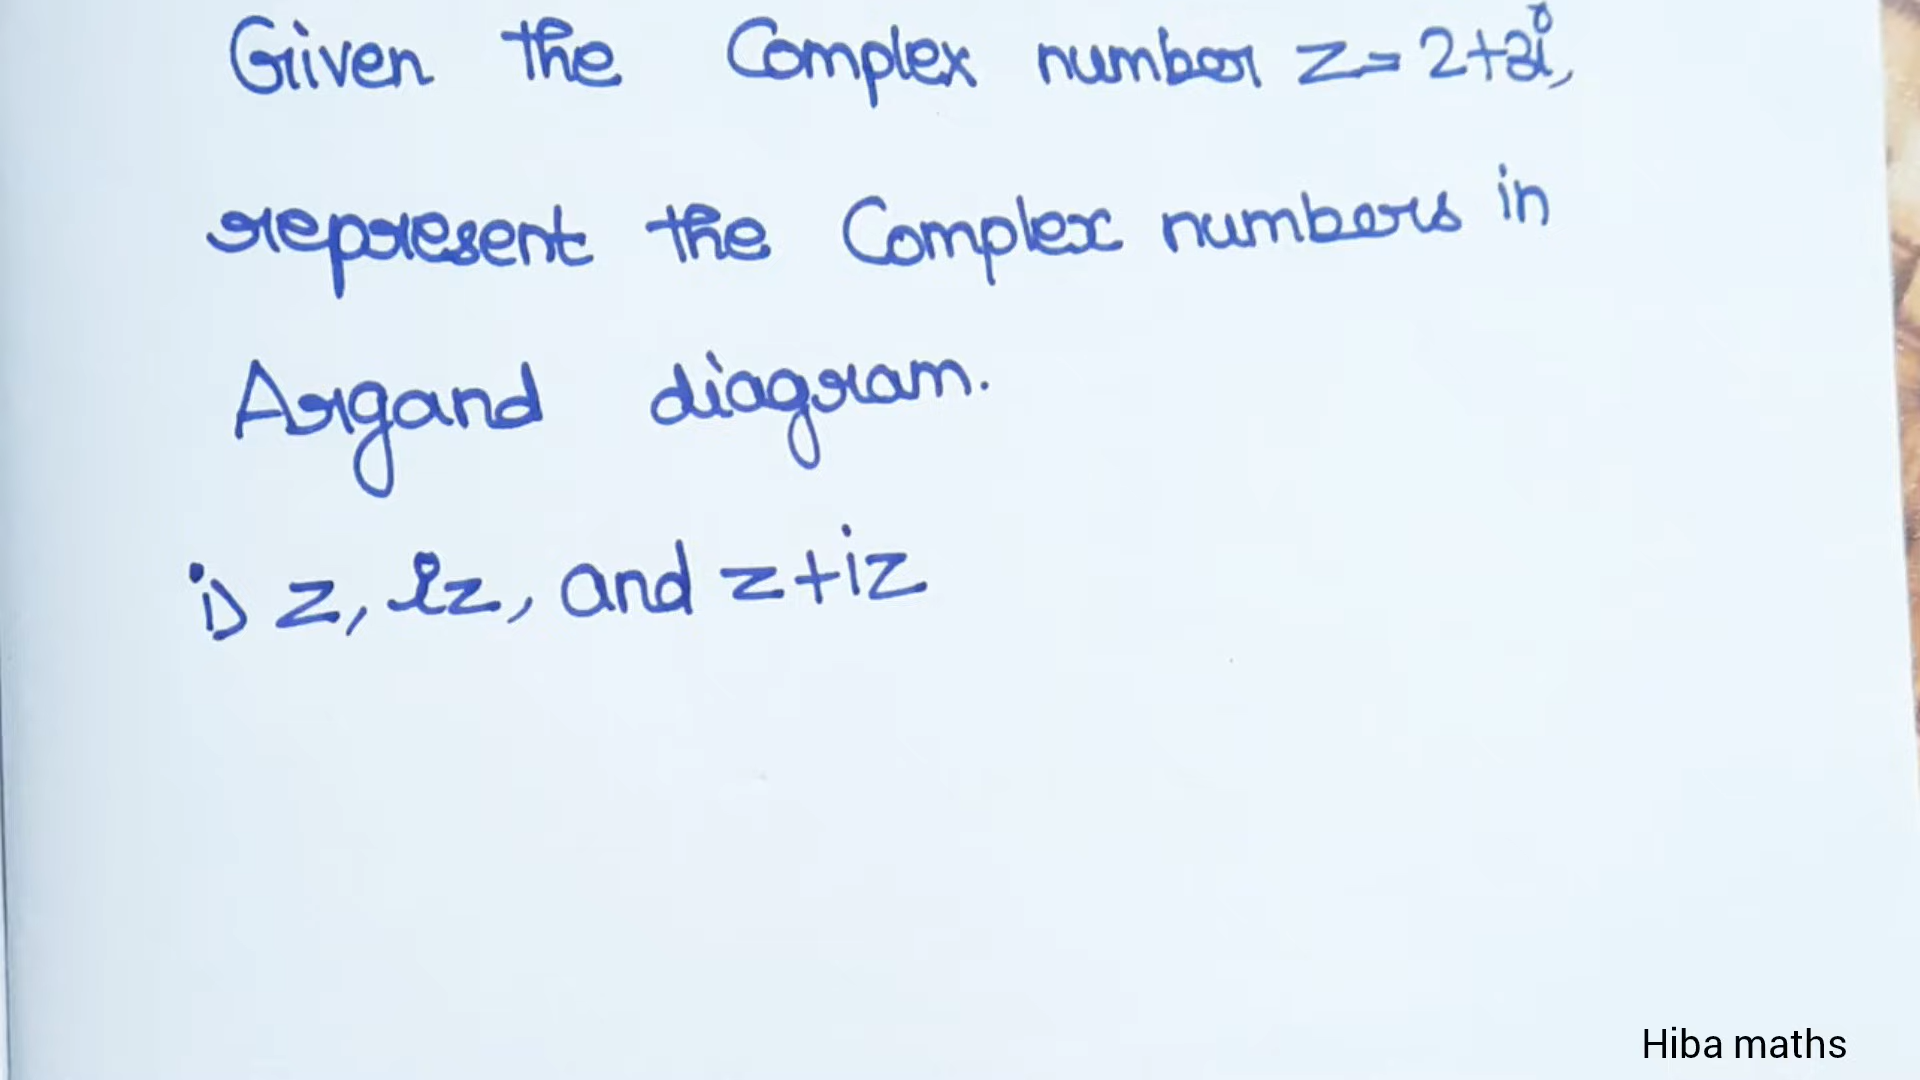 Given the Complex number z = 2+3i,
represent the Complex numbers in
Argand diagram.
i) z, iz, and z+iz
Hiba maths